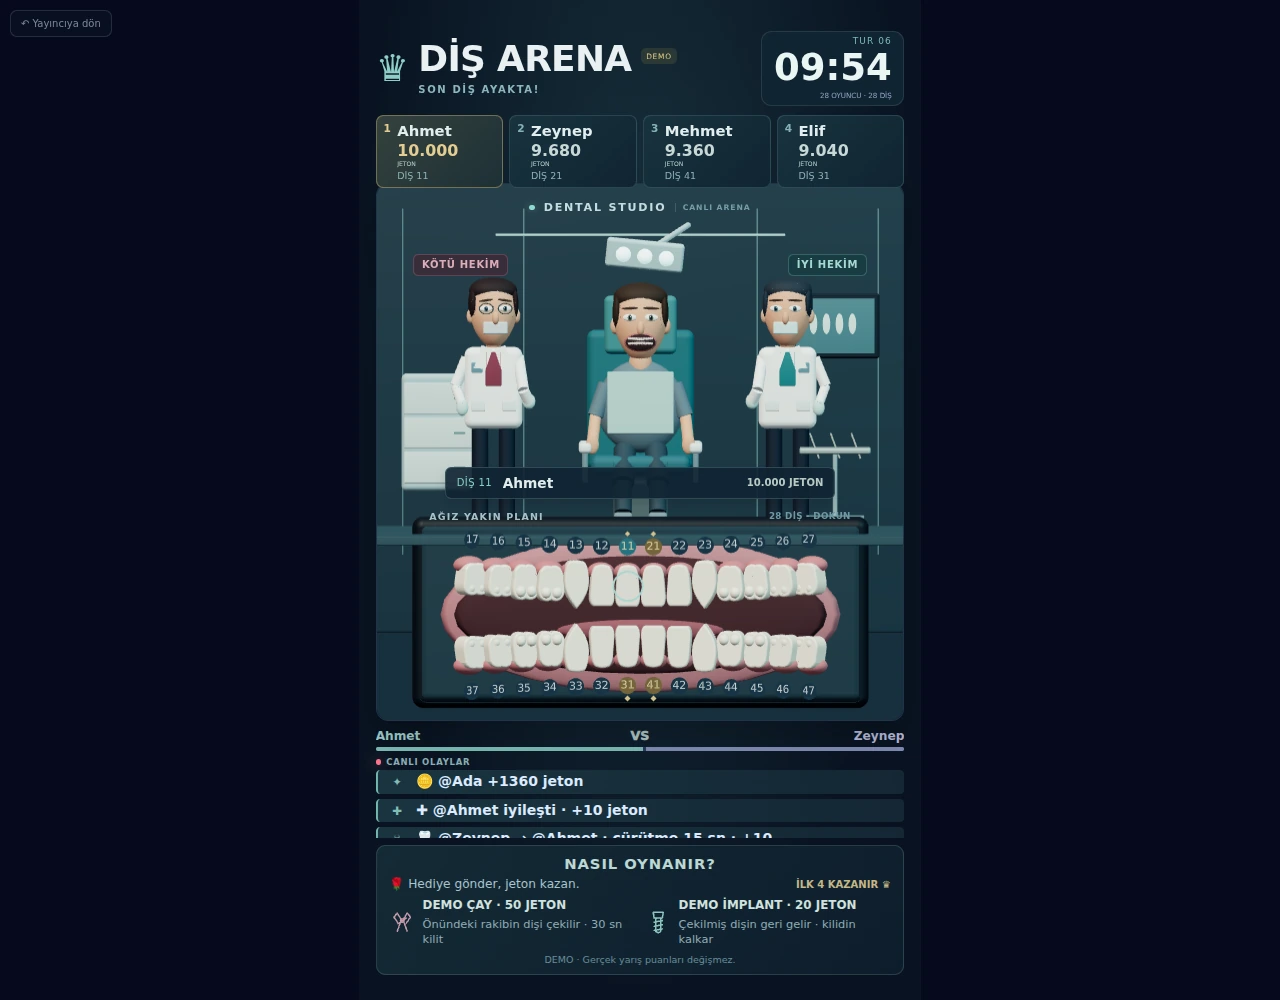 ↶ Yayıncıya dön
DİŞ ARENA DEMO
SON DİŞ AYAKTA!
TUR 06
09:54
28 OYUNCU · 28 DİŞ
1 Ahmet
10.000
JETON
DİŞ 11
2 Zeynep
9.680
JETON
DİŞ 21
3 Mehmet
9.360
JETON
DİŞ 41
4 Elif
9.040
JETON
DİŞ 31
DENTAL STUDIO CANLI ARENA
KÖTÜ HEKİM
İYİ HEKİM
DİŞ 11 Ahmet 10.000 JETON
AĞIZ YAKIN PLANI
28 DİŞ · DOKUN
17 16 15 14 13 12 11 21 22 23 24 25 26 27
37 36 35 34 33 32 31 41 42 43 44 45 46 47
Ahmet VS Zeynep
CANLI OLAYLAR
@Ada +1360 jeton
@Ahmet iyileşti · +10 jeton
@Zeynep → @Ahmet · çürütme 15 sn · +10
NASIL OYNANIR?
Hediye gönder, jeton kazan.
İLK 4 KAZANIR ♛
DEMO ÇAY · 50 JETON
Önündeki rakibin dişi çekilir · 30 sn
kilit
DEMO İMPLANT · 20 JETON
Çekilmiş dişin geri gelir · kilidin
kalkar
DEMO · Gerçek yarış puanları değişmez.